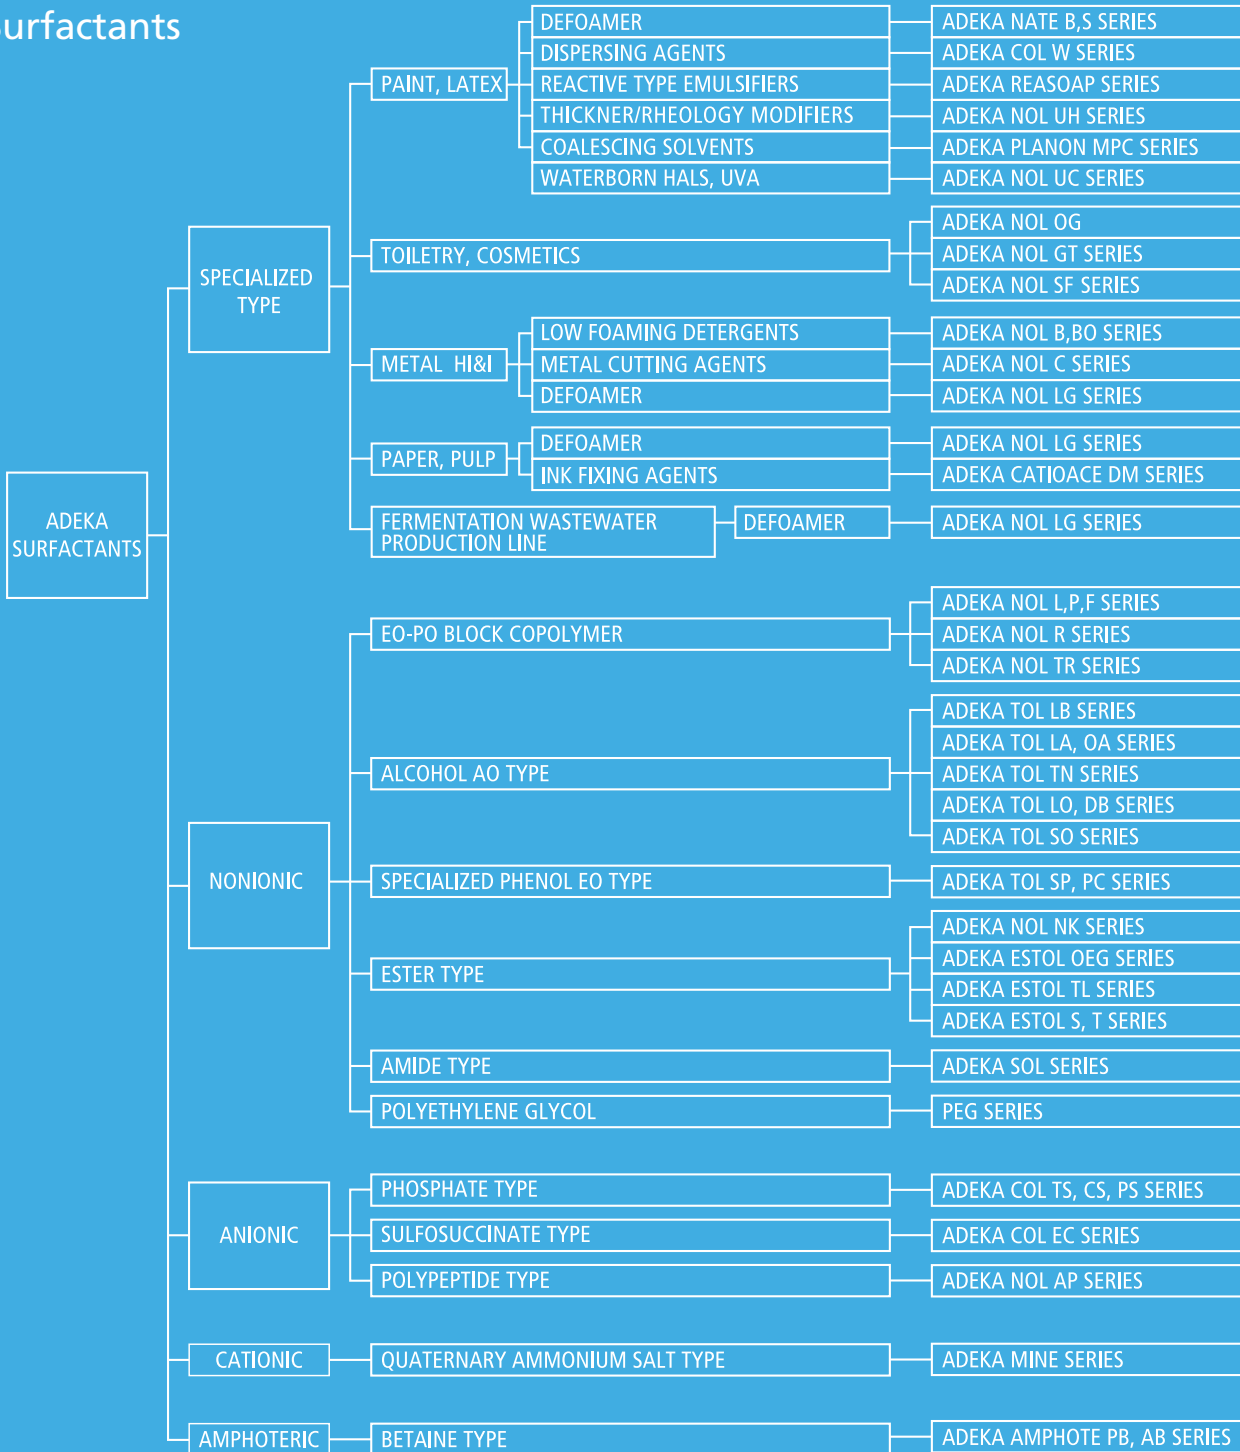 urfactants
ADEKA
SURFACTANTS
SPECIALIZED
TYPE
PAINT, LATEX
DEFOAMER
ADEKA NATE B,S SERIES
DISPERSING AGENTS
ADEKA COL W SERIES
REACTIVE TYPE EMULSIFIERS
ADEKA REASOAP SERIES
THICKNER/RHEOLOGY MODIFIERS
ADEKA NOL UH SERIES
COALESCING SOLVENTS
ADEKA PLANON MPC SERIES
WATERBORN HALS, UVA
ADEKA NOL UC SERIES
TOILETRY, COSMETICS
ADEKA NOL OG
ADEKA NOL GT SERIES
ADEKA NOL SF SERIES
METAL HI&I
LOW FOAMING DETERGENTS
ADEKA NOL B,BO SERIES
METAL CUTTING AGENTS
ADEKA NOL C SERIES
DEFOAMER
ADEKA NOL LG SERIES
PAPER, PULP
DEFOAMER
ADEKA NOL LG SERIES
INK FIXING AGENTS
ADEKA CATIOACE DM SERIES
FERMENTATION WASTEWATER
PRODUCTION LINE
DEFOAMER
ADEKA NOL LG SERIES
NONIONIC
EO-PO BLOCK COPOLYMER
ADEKA NOL L,P,F SERIES
ADEKA NOL R SERIES
ADEKA NOL TR SERIES
ALCOHOL AO TYPE
ADEKA TOL LB SERIES
ADEKA TOL LA, OA SERIES
ADEKA TOL TN SERIES
ADEKA TOL LO, DB SERIES
ADEKA TOL SO SERIES
SPECIALIZED PHENOL EO TYPE
ADEKA TOL SP, PC SERIES
ESTER TYPE
ADEKA NOL NK SERIES
ADEKA ESTOL OEG SERIES
ADEKA ESTOL TL SERIES
ADEKA ESTOL S, T SERIES
AMIDE TYPE
ADEKA SOL SERIES
POLYETHYLENE GLYCOL
PEG SERIES
ANIONIC
PHOSPHATE TYPE
ADEKA COL TS, CS, PS SERIES
SULFOSUCCINATE TYPE
ADEKA COL EC SERIES
POLYPEPTIDE TYPE
ADEKA NOL AP SERIES
CATIONIC
QUATERNARY AMMONIUM SALT TYPE
ADEKA MINE SERIES
AMPHOTERIC
BETAINE TYPE
ADEKA AMPHOTE PB, AB SERIES